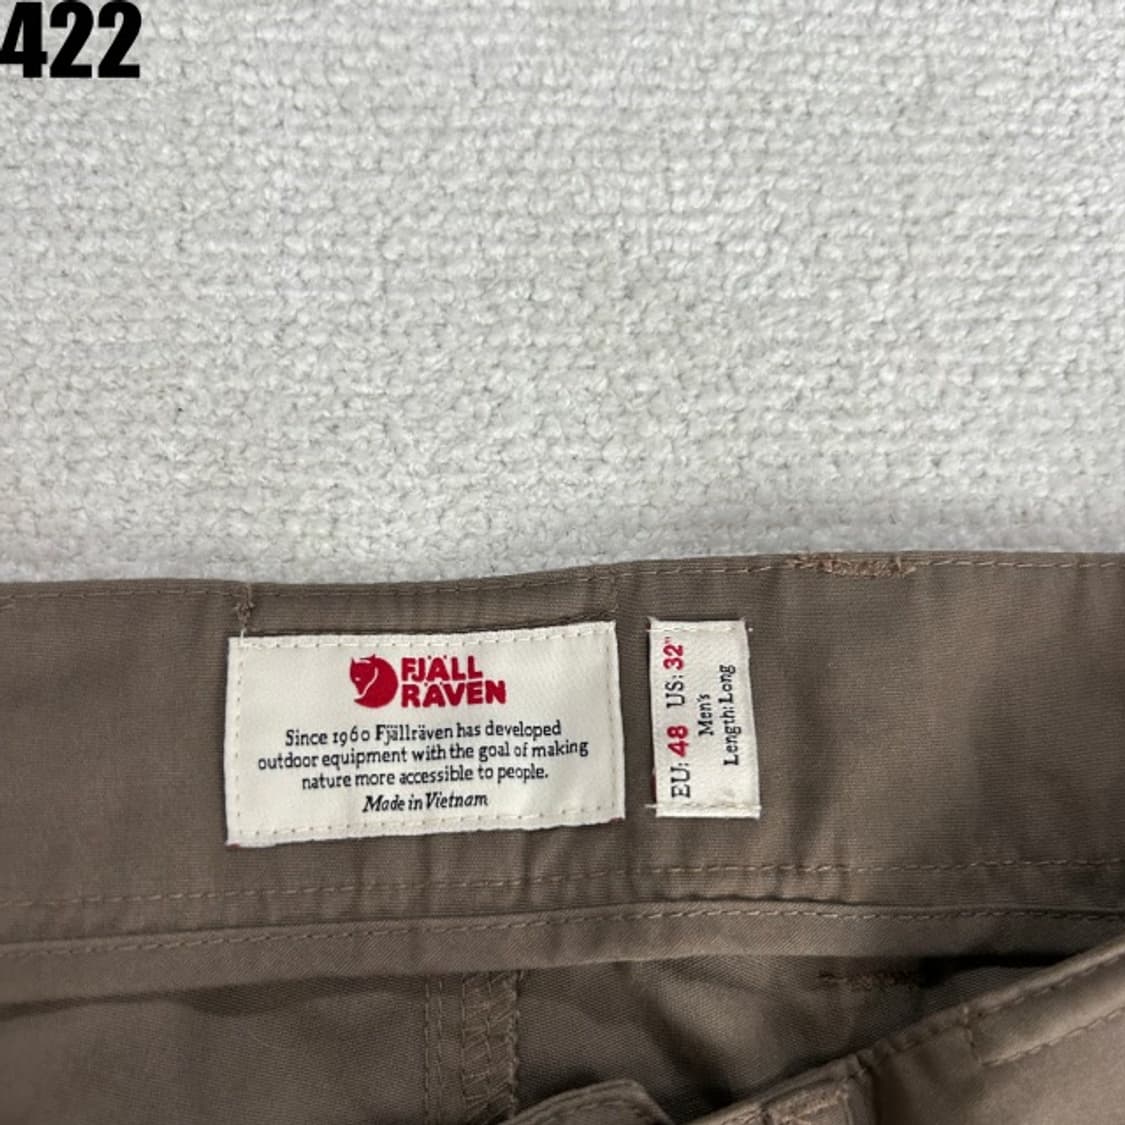 422
FJÄLL
RÄVEN
Since 1960 Fjällräven has developed
outdoor equipment with the goal of making
nature more accessible to people.
Made in Vietnam
EU: 48 US: 32"
Men's
Length: Long